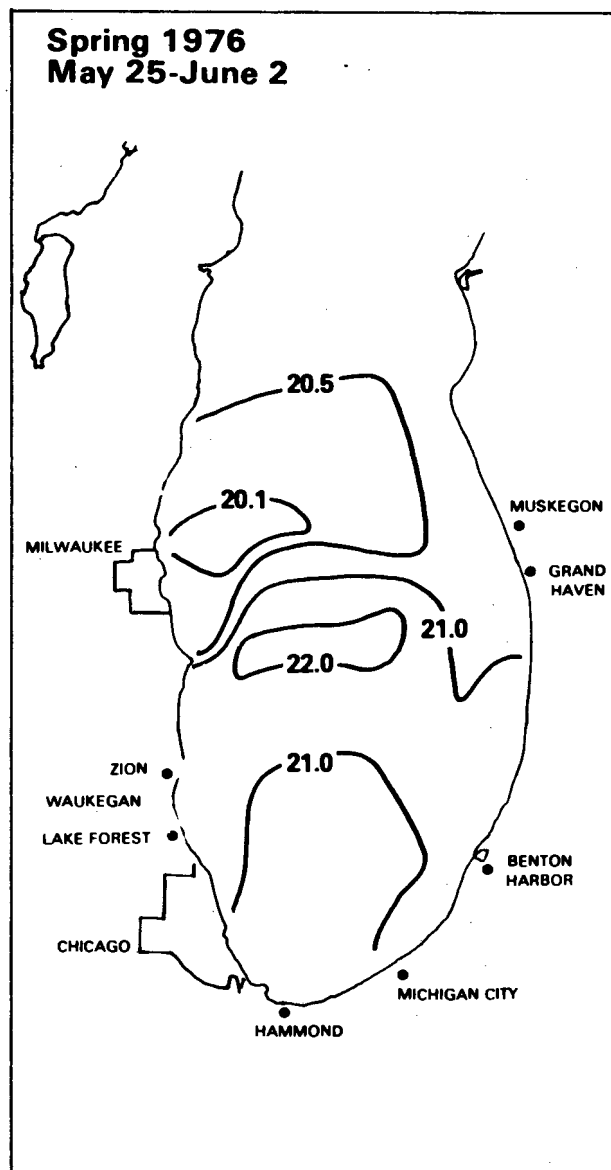 Spring 1976
May 25-June 2
20.5
20.1
MUSKEGON
MILWAUKEE
GRAND
HAVEN
21.0
22.0
21.0
ZION
WAUKEGAN
LAKE FOREST
BENTON
HARBOR
CHICAGO
MICHIGAN CITY
HAMMOND